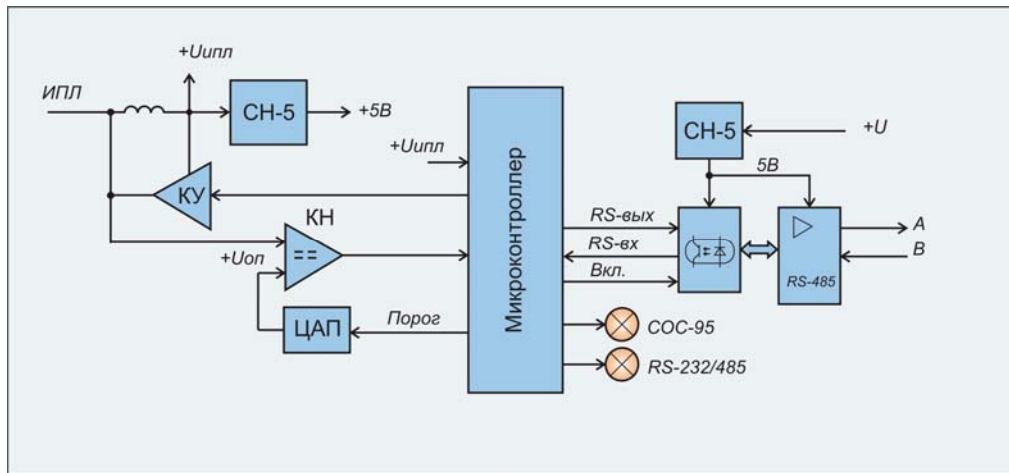 +Uипл
ИПЛ
СН-5
+5В
СН-5
+U
+Uипл
5В
КУ
Микроконтроллер
КН
RS-вых
A
RS-вх
B
+Uоп
==
Вкл.
RS-485
ЦАП
Порог
СОС-95
RS-232/485